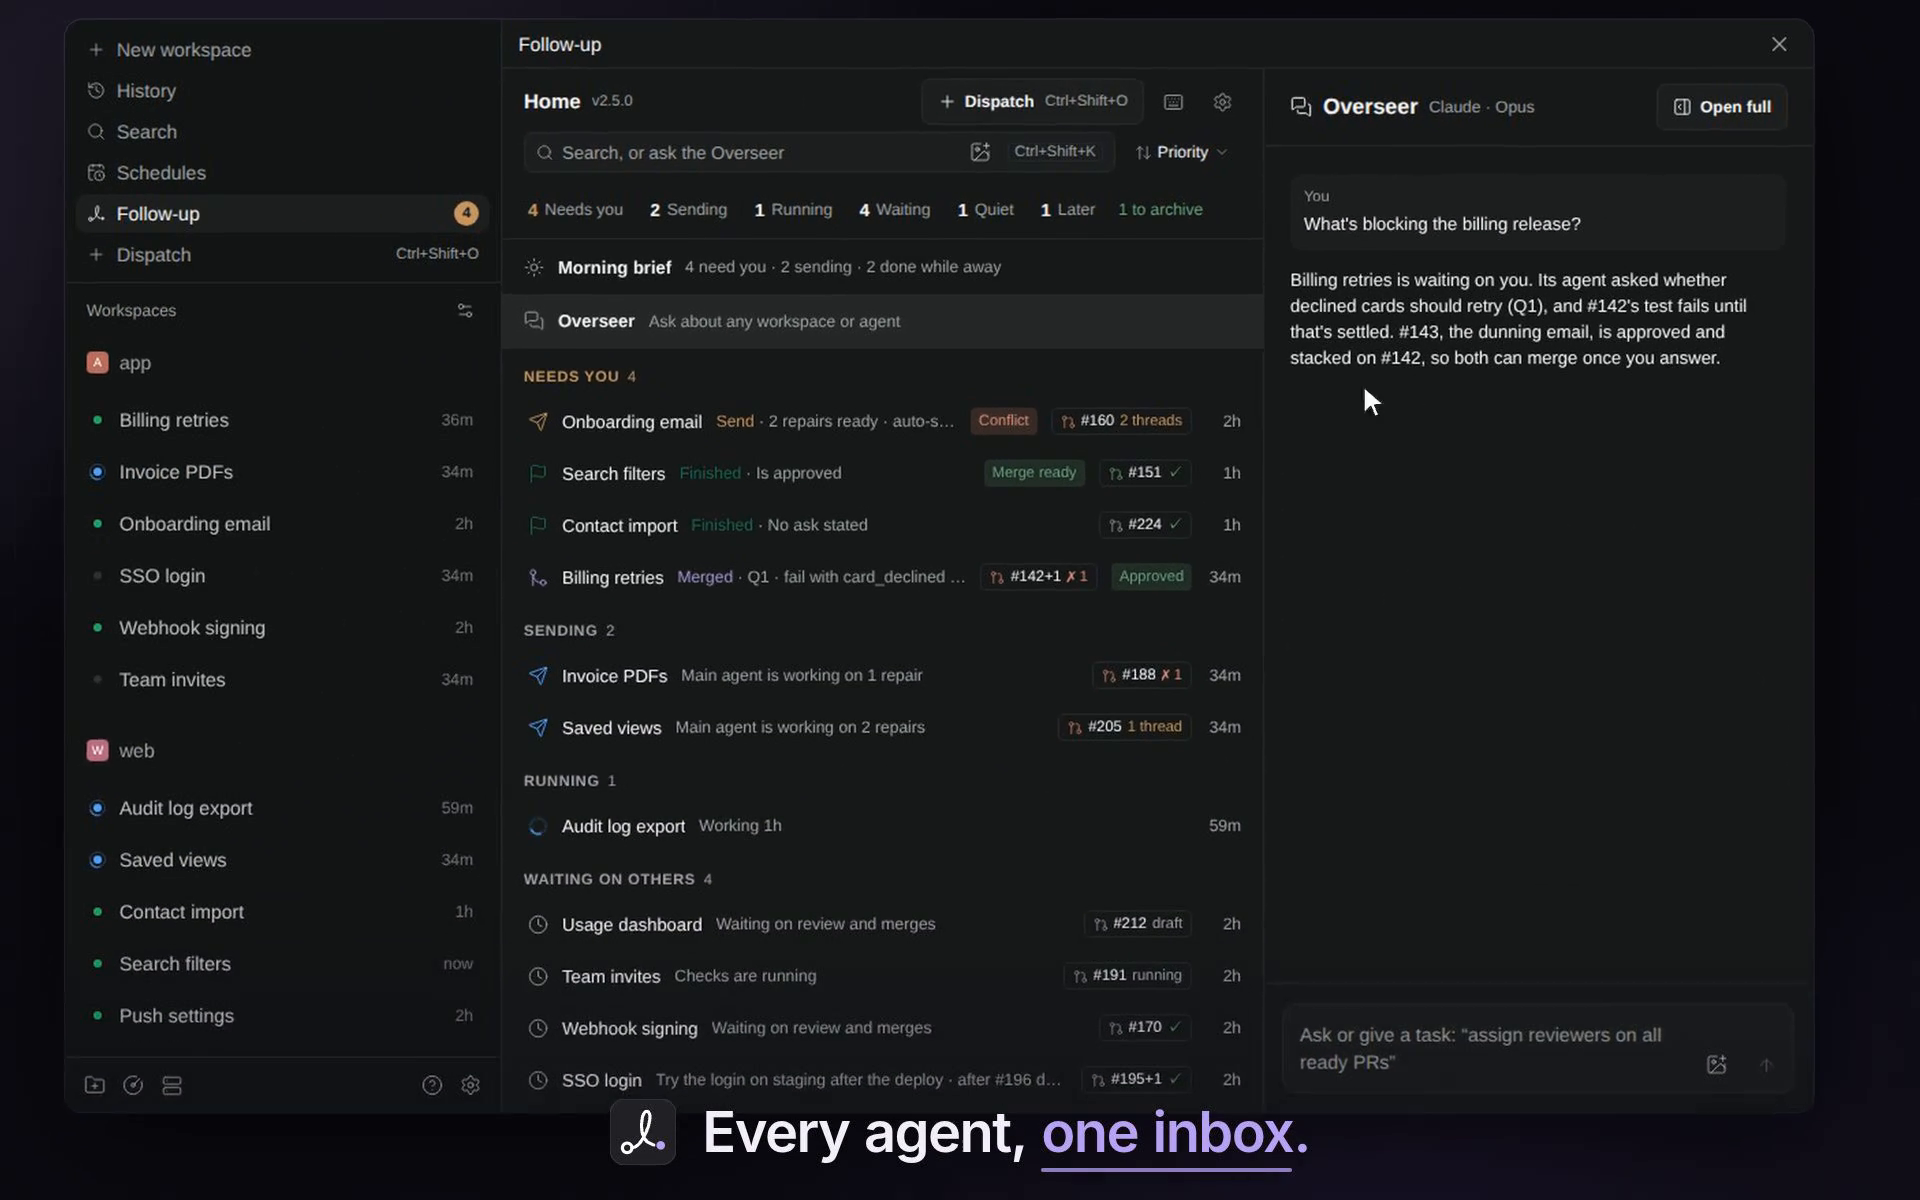 New workspace
History
Search
Schedules
Follow-up 4
Dispatch Ctrl+Shift+O
Workspaces
A app
Billing retries 36m
Invoice PDFs 34m
Onboarding email 2h
SSO login 34m
Webhook signing 2h
Team invites 34m
W web
Audit log export 59m
Saved views 34m
Contact import 1h
Search filters now
Push settings 2h
Follow-up
Home v2.5.0 Dispatch Ctrl+Shift+O
Search, or ask the Overseer Ctrl+Shift+K Priority
4 Needs you 2 Sending 1 Running 4 Waiting 1 Quiet 1 Later 1 to archive
Morning brief 4 need you · 2 sending · 2 done while away
Overseer Ask about any workspace or agent
NEEDS YOU 4
Onboarding email Send · 2 repairs ready · auto-s... Conflict #160 2 threads 2h
Search filters Finished · Is approved Merge ready #151 ✓ 1h
Contact import Finished · No ask stated #224 ✓ 1h
Billing retries Merged · Q1 · fail with card_declined ... #142+1 ✗ 1 Approved 34m
SENDING 2
Invoice PDFs Main agent is working on 1 repair #188 ✗ 1 34m
Saved views Main agent is working on 2 repairs #205 1 thread 34m
RUNNING 1
Audit log export Working 1h 59m
WAITING ON OTHERS 4
Usage dashboard Waiting on review and merges #212 draft 2h
Team invites Checks are running #191 running 2h
Webhook signing Waiting on review and merges #170 ✓ 2h
SSO login Try the login on staging after the deploy · after #196 d... #195+1 ✓ 2h
Overseer Claude · Opus Open full
You
What's blocking the billing release?
Billing retries is waiting on you. Its agent asked whether
declined cards should retry (Q1), and #142's test fails until
that's settled. #143, the dunning email, is approved and
stacked on #142, so both can merge once you answer.
Ask or give a task: “assign reviewers on all
ready PRs”
Every agent, one inbox.